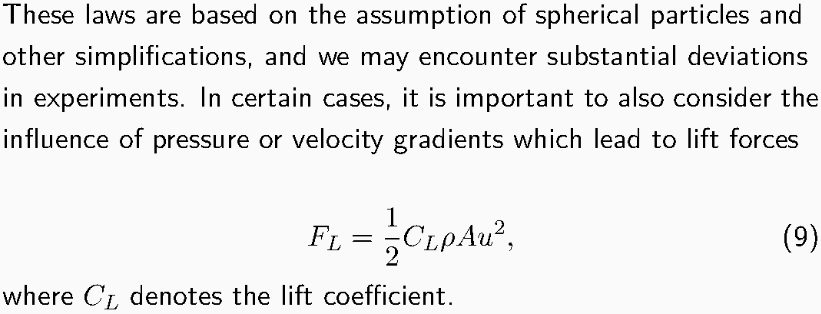 These laws are based on the assumption of spherical particles and
other simplifications, and we may encounter substantial deviations
in experiments. In certain cases, it is important to also consider the
influence of pressure or velocity gradients which lead to lift forces
F_L = \frac{1}{2} C_L ρ A u^2, (9)
where C_L denotes the lift coefficient.